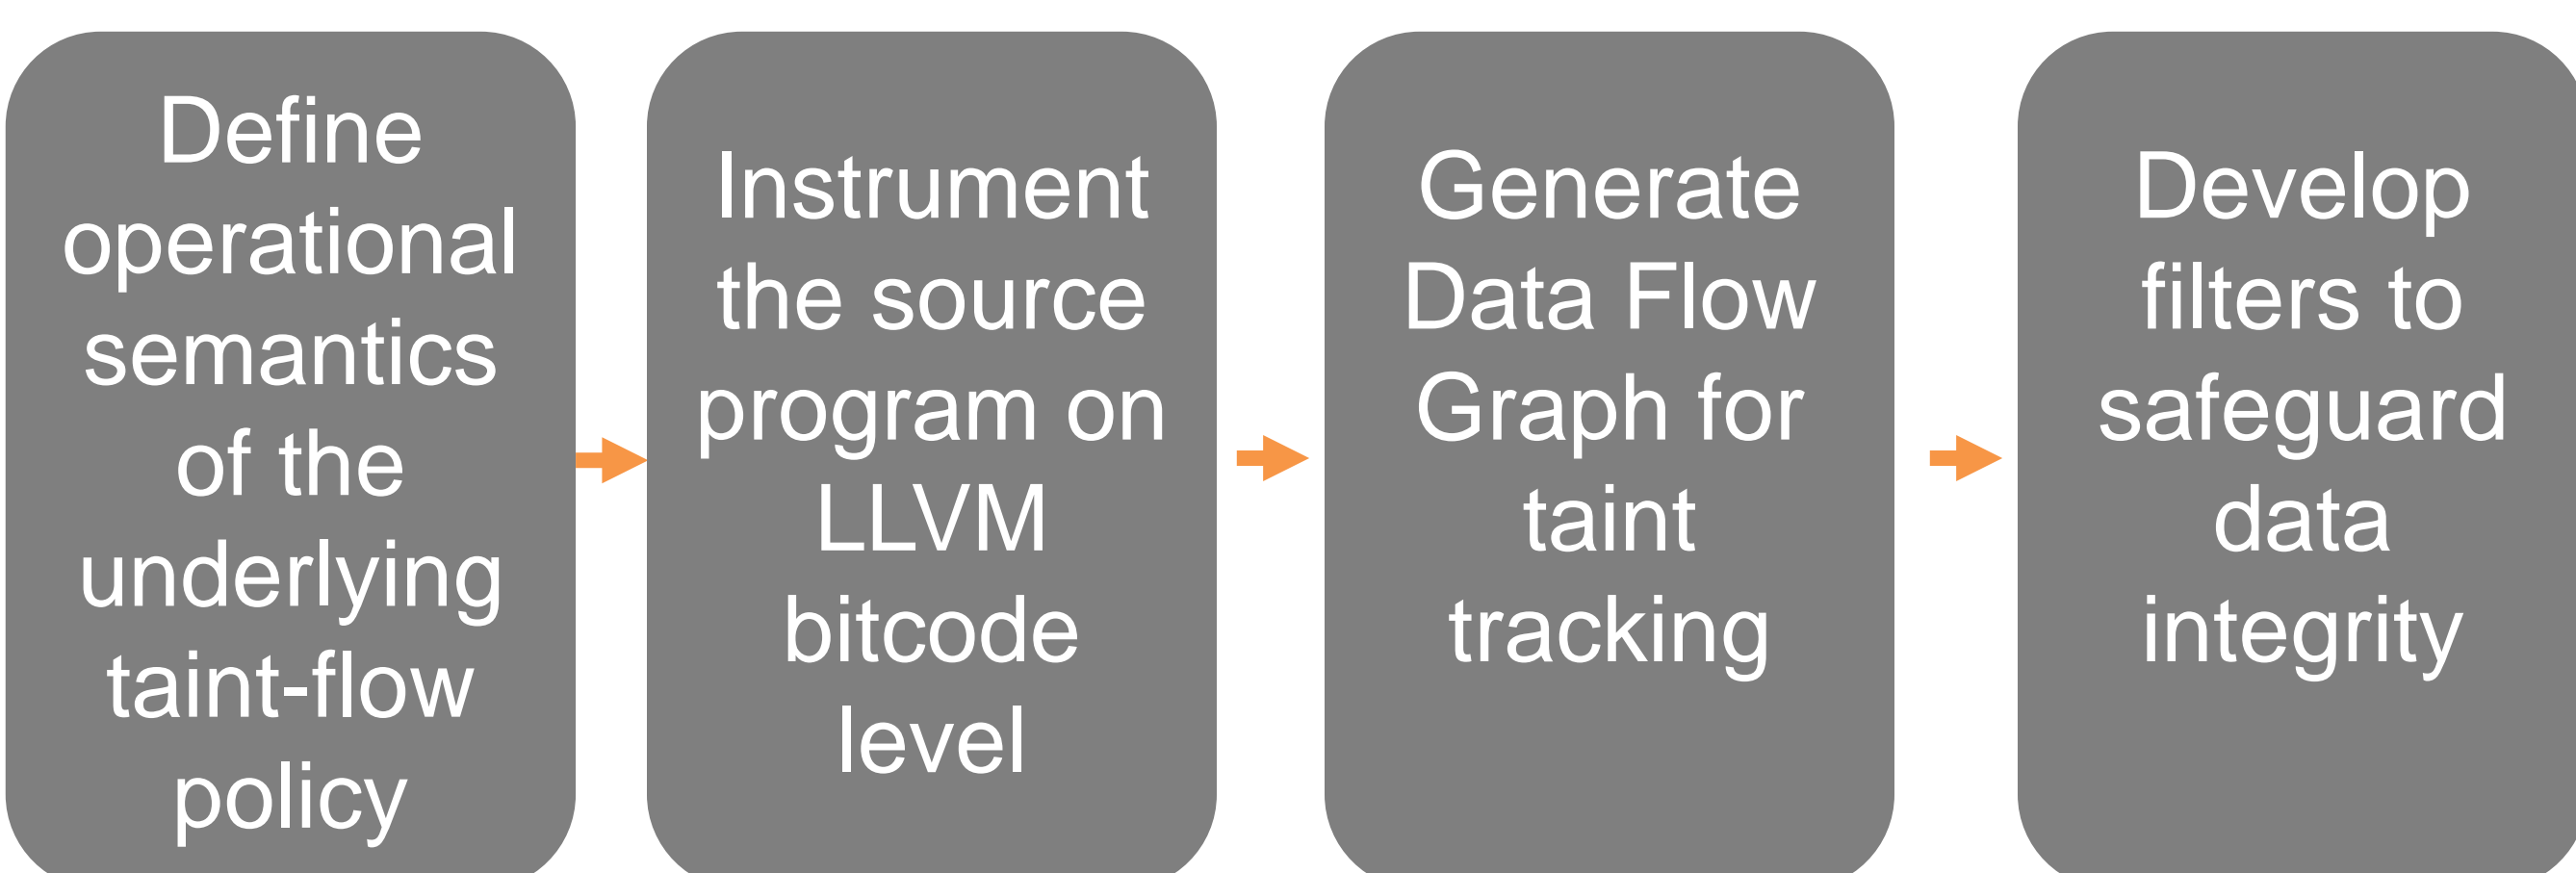 Define
operational
semantics
of the
underlying
taint-flow
policy
Instrument
the source
program on
LLVM
bitcode
level
Generate
Data Flow
Graph for
taint
tracking
Develop
filters to
safeguard
data
integrity